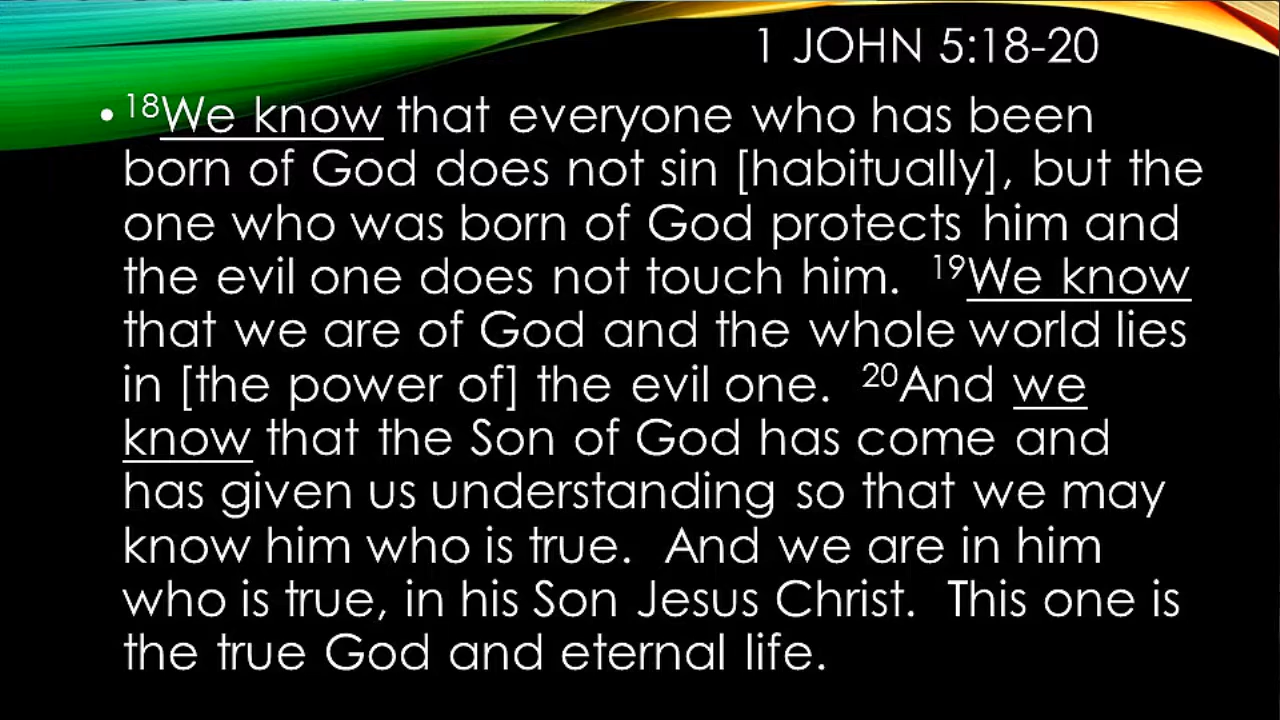 1 JOHN 5:18-20
• 18We know that everyone who has been
born of God does not sin [habitually], but the
one who was born of God protects him and
the evil one does not touch him. 19We know
that we are of God and the whole world lies
in [the power of] the evil one. 20And we
know that the Son of God has come and
has given us understanding so that we may
know him who is true. And we are in him
who is true, in his Son Jesus Christ. This one is
the true God and eternal life.